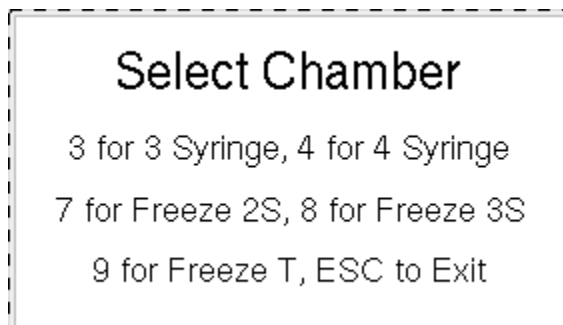 Select Chamber
3 for 3 Syringe, 4 for 4 Syringe
7 for Freeze 2S, 8 for Freeze 3S
9 for Freeze T, ESC to Exit